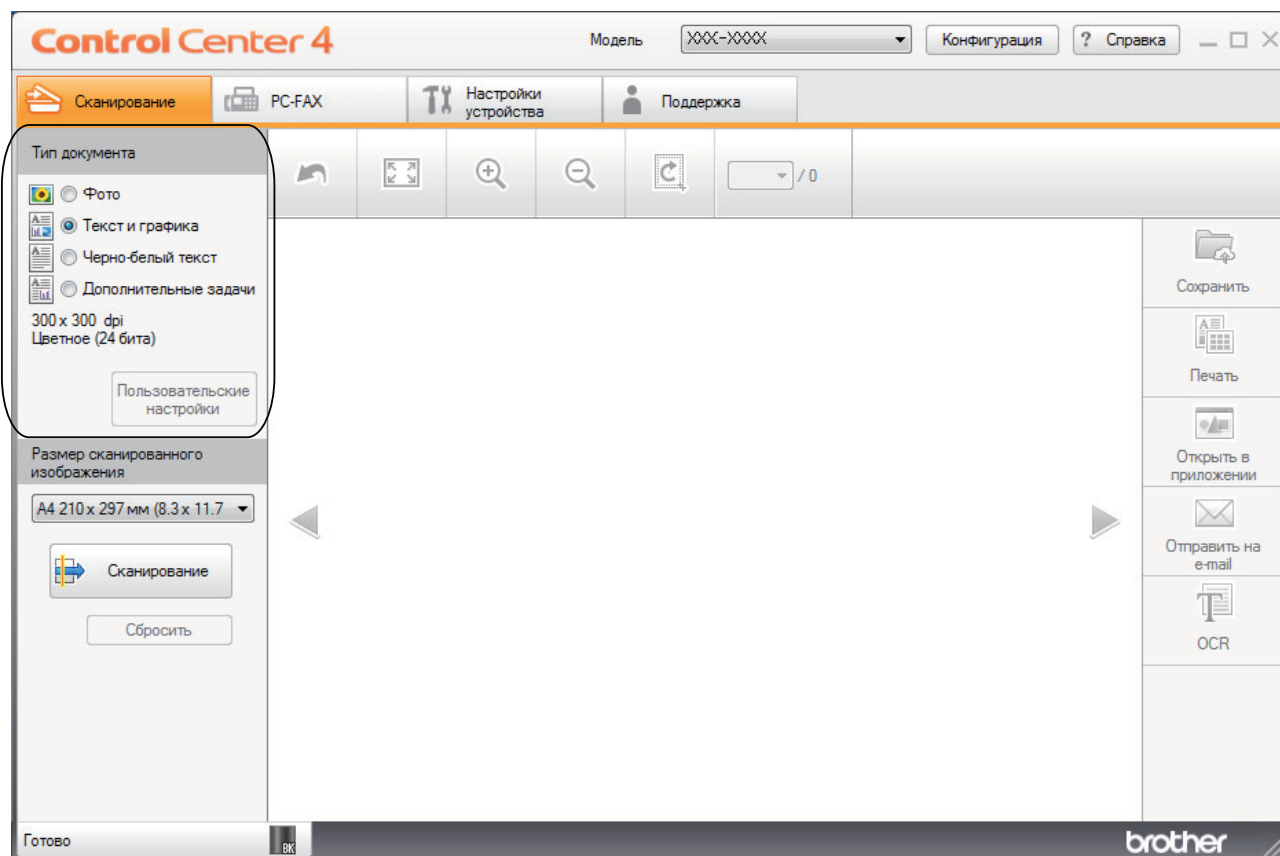 Control Center 4
Модель
XXX-XXXX
Конфигурация
? Справка
Сканирование
PC-FAX
Настройки
устройства
Поддержка
Тип документа
/ 0
Фото
Текст и графика
Черно-белый текст
Дополнительные задачи
300 x 300 dpi
Цветное (24 бита)
Пользовательские
настройки
Размер сканированного
изображения
A4 210 x 297 мм (8.3 x 11.7
Сканирование
Сбросить
Сохранить
Печать
Открыть в
приложении
Отправить на
e-mail
OCR
Готово
BK
brother